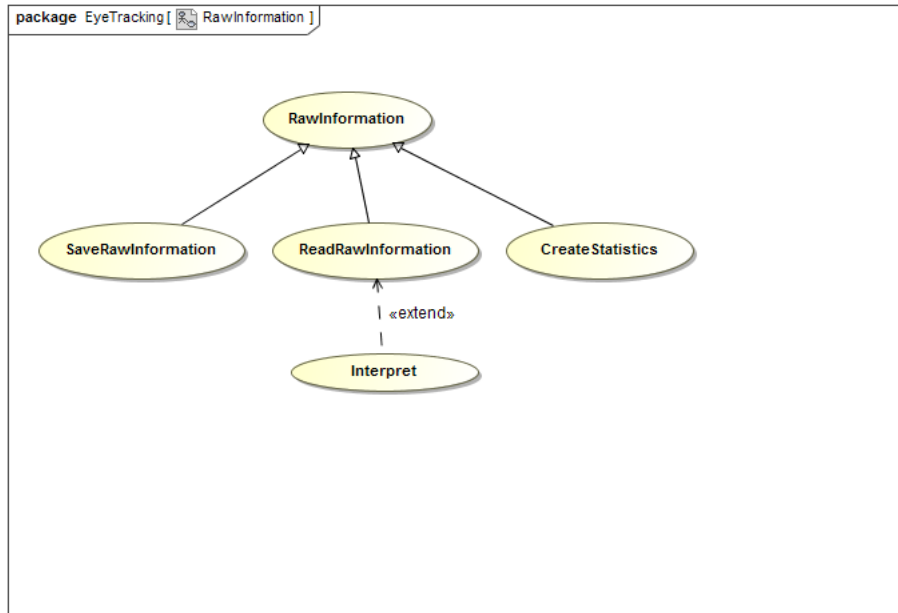 package EyeTracking [ RawInformation ]
RawInformation
SaveRawInformation
ReadRawInformation
CreateStatistics
«extend»
Interpret